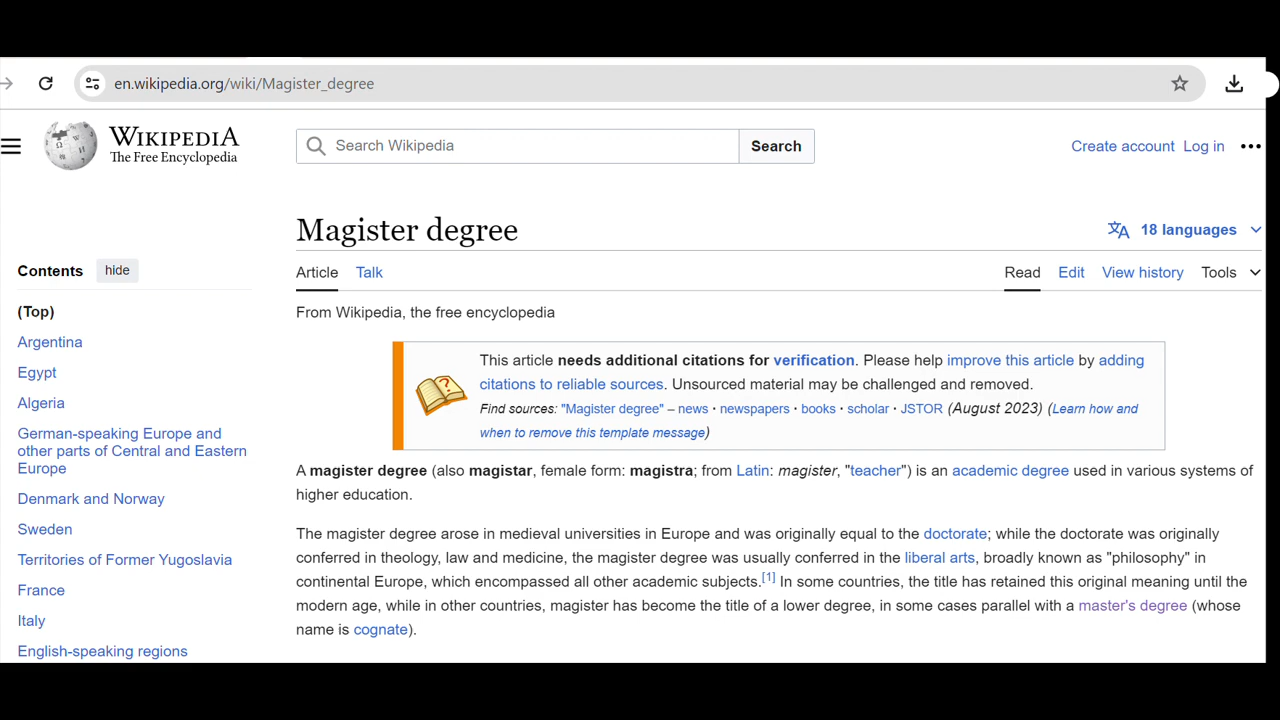 en.wikipedia.org/wiki/Magister_degree
WIKIPEDIA
The Free Encyclopedia
Search Wikipedia
Search
Create account Log in
Magister degree
18 languages
Contents hide
Article Talk
Read Edit View history Tools
(Top)
Argentina
Egypt
Algeria
German-speaking Europe and
other parts of Central and Eastern
Europe
Denmark and Norway
Sweden
Territories of Former Yugoslavia
France
Italy
English-speaking regions
From Wikipedia, the free encyclopedia
This article needs additional citations for verification. Please help improve this article by adding
citations to reliable sources. Unsourced material may be challenged and removed.
Find sources: "Magister degree" – news · newspapers · books · scholar · JSTOR (August 2023) (Learn how and
when to remove this template message)
A magister degree (also magistar, female form: magistra; from Latin: magister, "teacher") is an academic degree used in various systems of
higher education.
The magister degree arose in medieval universities in Europe and was originally equal to the doctorate; while the doctorate was originally
conferred in theology, law and medicine, the magister degree was usually conferred in the liberal arts, broadly known as "philosophy" in
continental Europe, which encompassed all other academic subjects.[1] In some countries, the title has retained this original meaning until the
modern age, while in other countries, magister has become the title of a lower degree, in some cases parallel with a master's degree (whose
name is cognate).